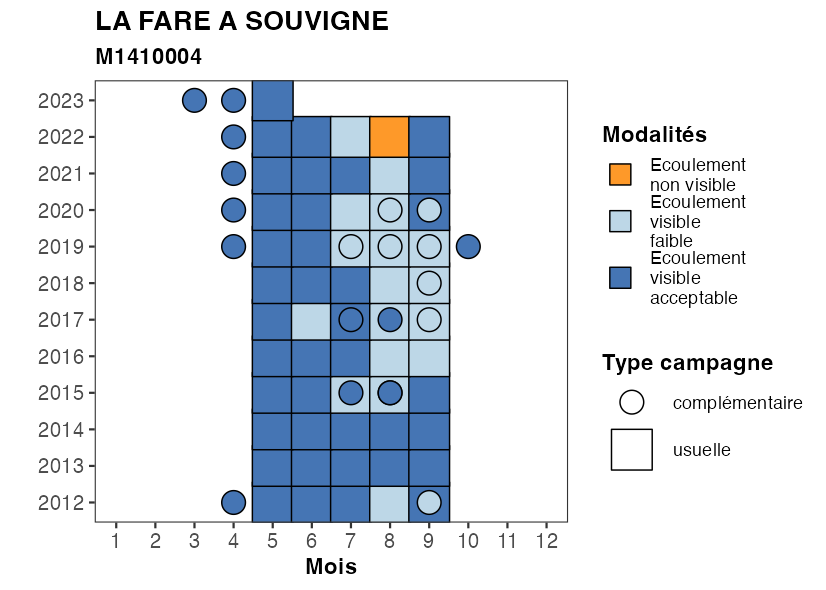 LA FARE A SOUVIGNE
M1410004
2023
2022
2021
2020
2019
2018
2017
2016
2015
2014
2013
2012
1 2 3 4 5 6 7 8 9 10 11 12
Mois
Modalités
Ecoulement
non visible
Ecoulement
visible
faible
Ecoulement
visible
acceptable
Type campagne
complémentaire
usuelle